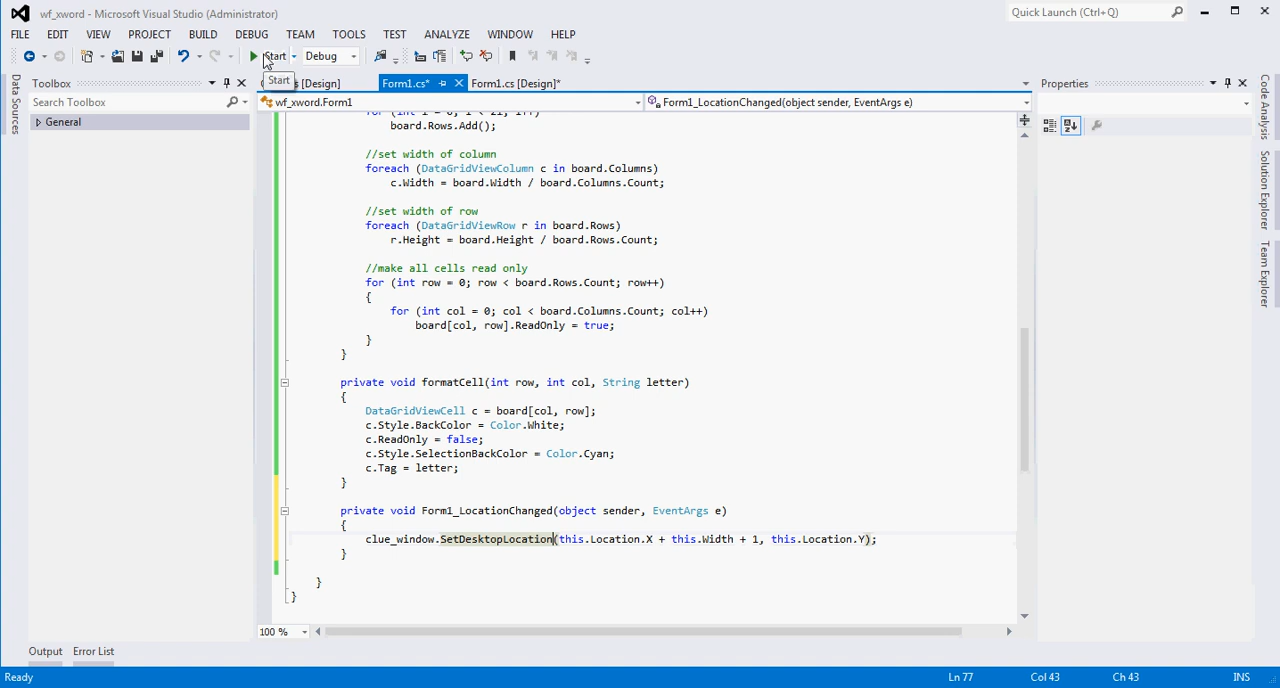 wf_xword - Microsoft Visual Studio (Administrator)
Quick Launch (Ctrl+Q)
FILE EDIT VIEW PROJECT BUILD DEBUG TEAM TOOLS TEST ANALYZE WINDOW HELP
Start Debug
Start
Toolbox
[Design]
Form1.cs*
Form1.cs [Design]*
Properties
Search Toolbox
wf_xword.Form1
Form1_LocationChanged(object sender, EventArgs e)
General
Data Sources
Code Analysis
Solution Explorer
Team Explorer
board.Rows.Add();
//set width of column
foreach (DataGridViewColumn c in board.Columns)
c.Width = board.Width / board.Columns.Count;
//set width of row
foreach (DataGridViewRow r in board.Rows)
r.Height = board.Height / board.Rows.Count;
//make all cells read only
for (int row = 0; row < board.Rows.Count; row++)
{
for (int col = 0; col < board.Columns.Count; col++)
board[col, row].ReadOnly = true;
}
}
private void formatCell(int row, int col, String letter)
{
DataGridViewCell c = board[col, row];
c.Style.BackColor = Color.White;
c.ReadOnly = false;
c.Style.SelectionBackColor = Color.Cyan;
c.Tag = letter;
}
private void Form1_LocationChanged(object sender, EventArgs e)
{
clue_window.SetDesktopLocation(this.Location.X + this.Width + 1, this.Location.Y);
}
}
}
100 %
Output Error List
Ready
Ln 77 Col 43 Ch 43 INS